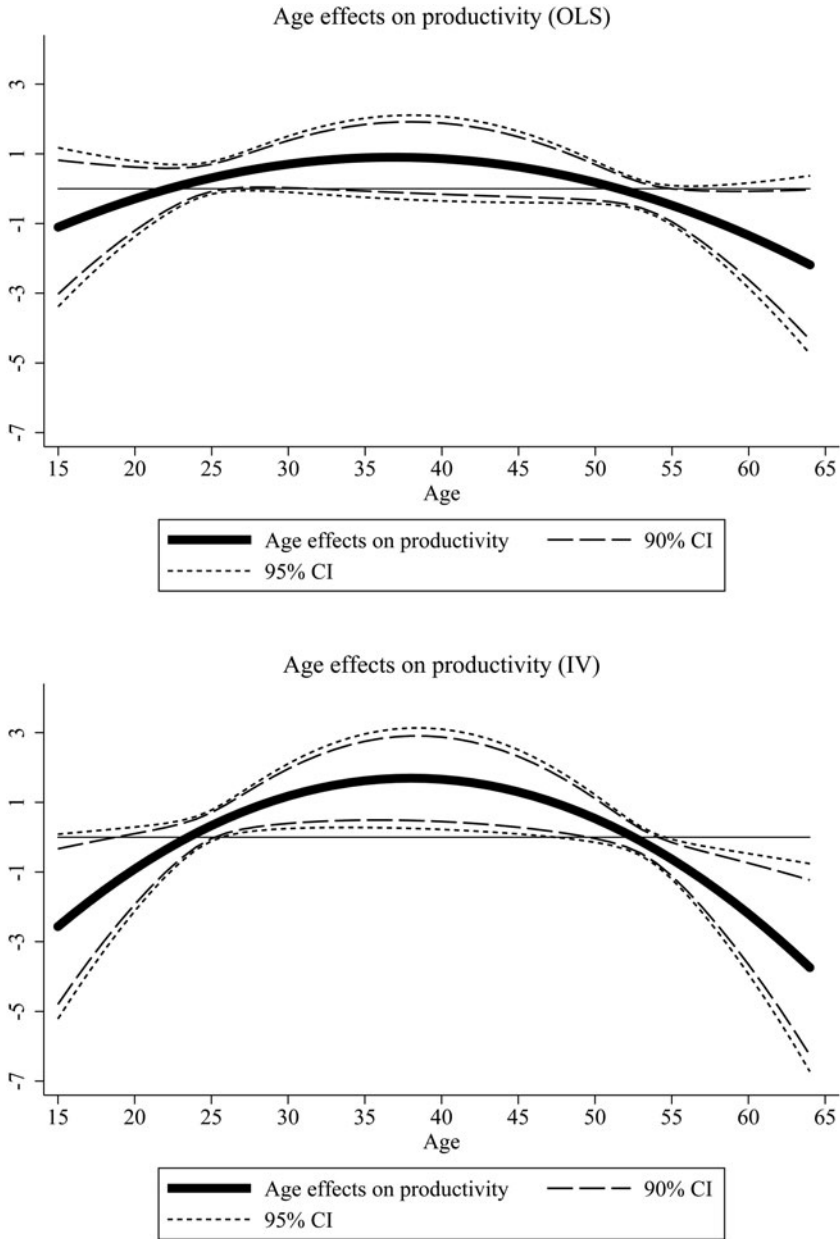 Age effects on productivity (OLS)
3
1
-1
-3
-5
-7
15 20 25 30 35 40 45 50 55 60 65
Age
Age effects on productivity 90% CI
95% CI
Age effects on productivity (IV)
3
1
-1
-3
-5
-7
15 20 25 30 35 40 45 50 55 60 65
Age
Age effects on productivity 90% CI
95% CI